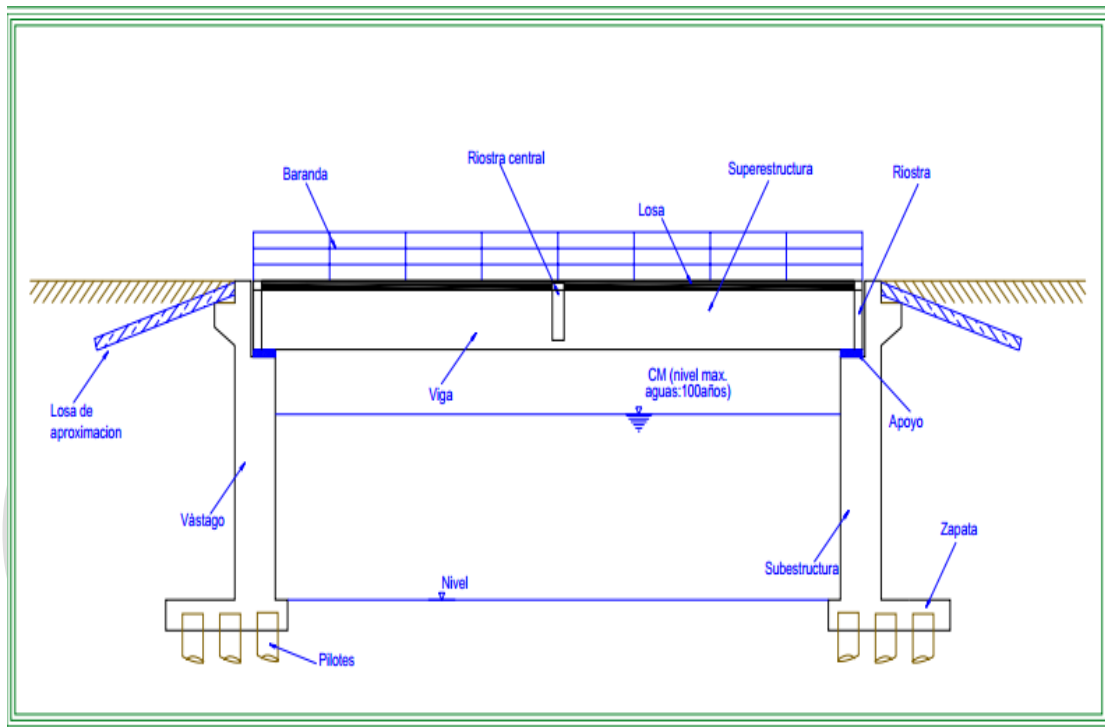 Riostra central
Baranda
Superestructura
Riostra
Losa
CM (nivel max.
aguas:100años)
Viga
Losa de
aproximacion
Apoyo
Vàstago
Zapata
Subestructura
Nivel
Pilotes